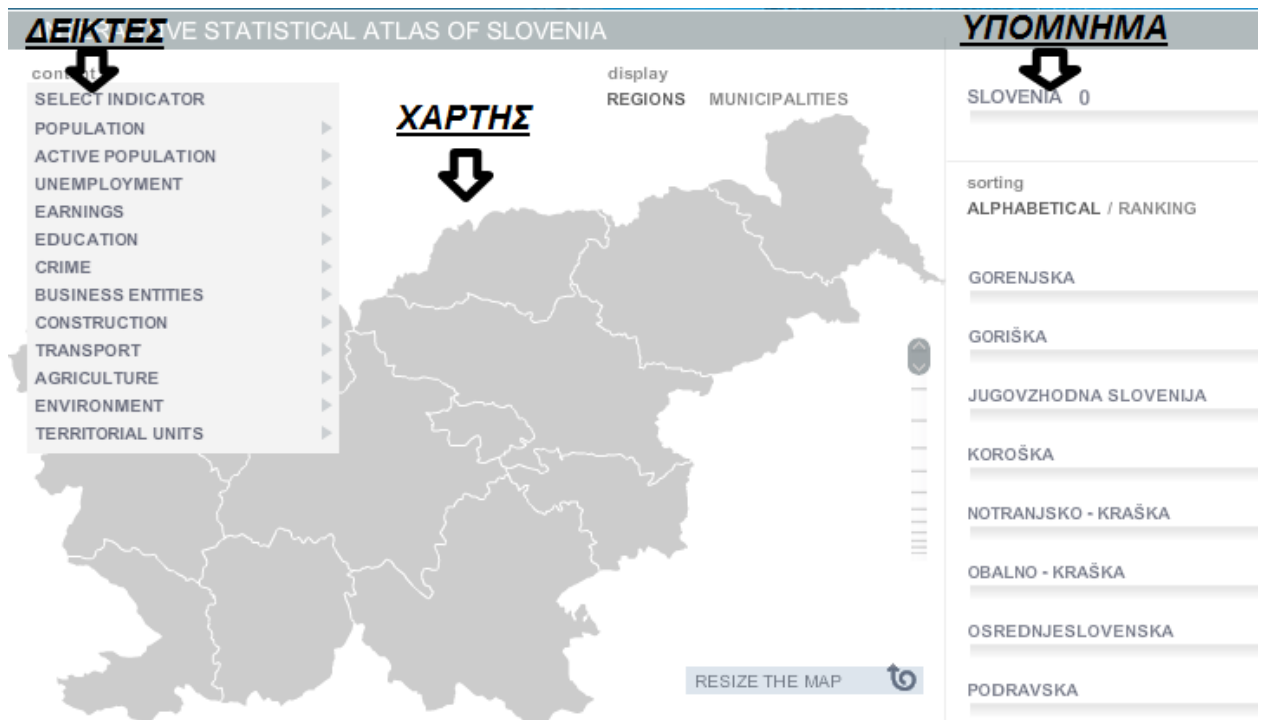 ΔΕΙΚΤΕΣ
VE STATISTICAL ATLAS OF SLOVENIA
ΥΠΟΜΝΗΜΑ
display
REGIONS MUNICIPALITIES
SELECT INDICATOR
POPULATION
ACTIVE POPULATION
UNEMPLOYMENT
EARNINGS
EDUCATION
CRIME
BUSINESS ENTITIES
CONSTRUCTION
TRANSPORT
AGRICULTURE
ENVIRONMENT
TERRITORIAL UNITS
ΧΑΡΤΗΣ
RESIZE THE MAP
SLOVENIA 0
sorting
ALPHABETICAL / RANKING
GORENJSKA
GORIŠKA
JUGOVZHODNA SLOVENIJA
KOROŠKA
NOTRANJSKO - KRAŠKA
OBALNO - KRAŠKA
OSREDNJESLOVENSKA
PODRAVSKA